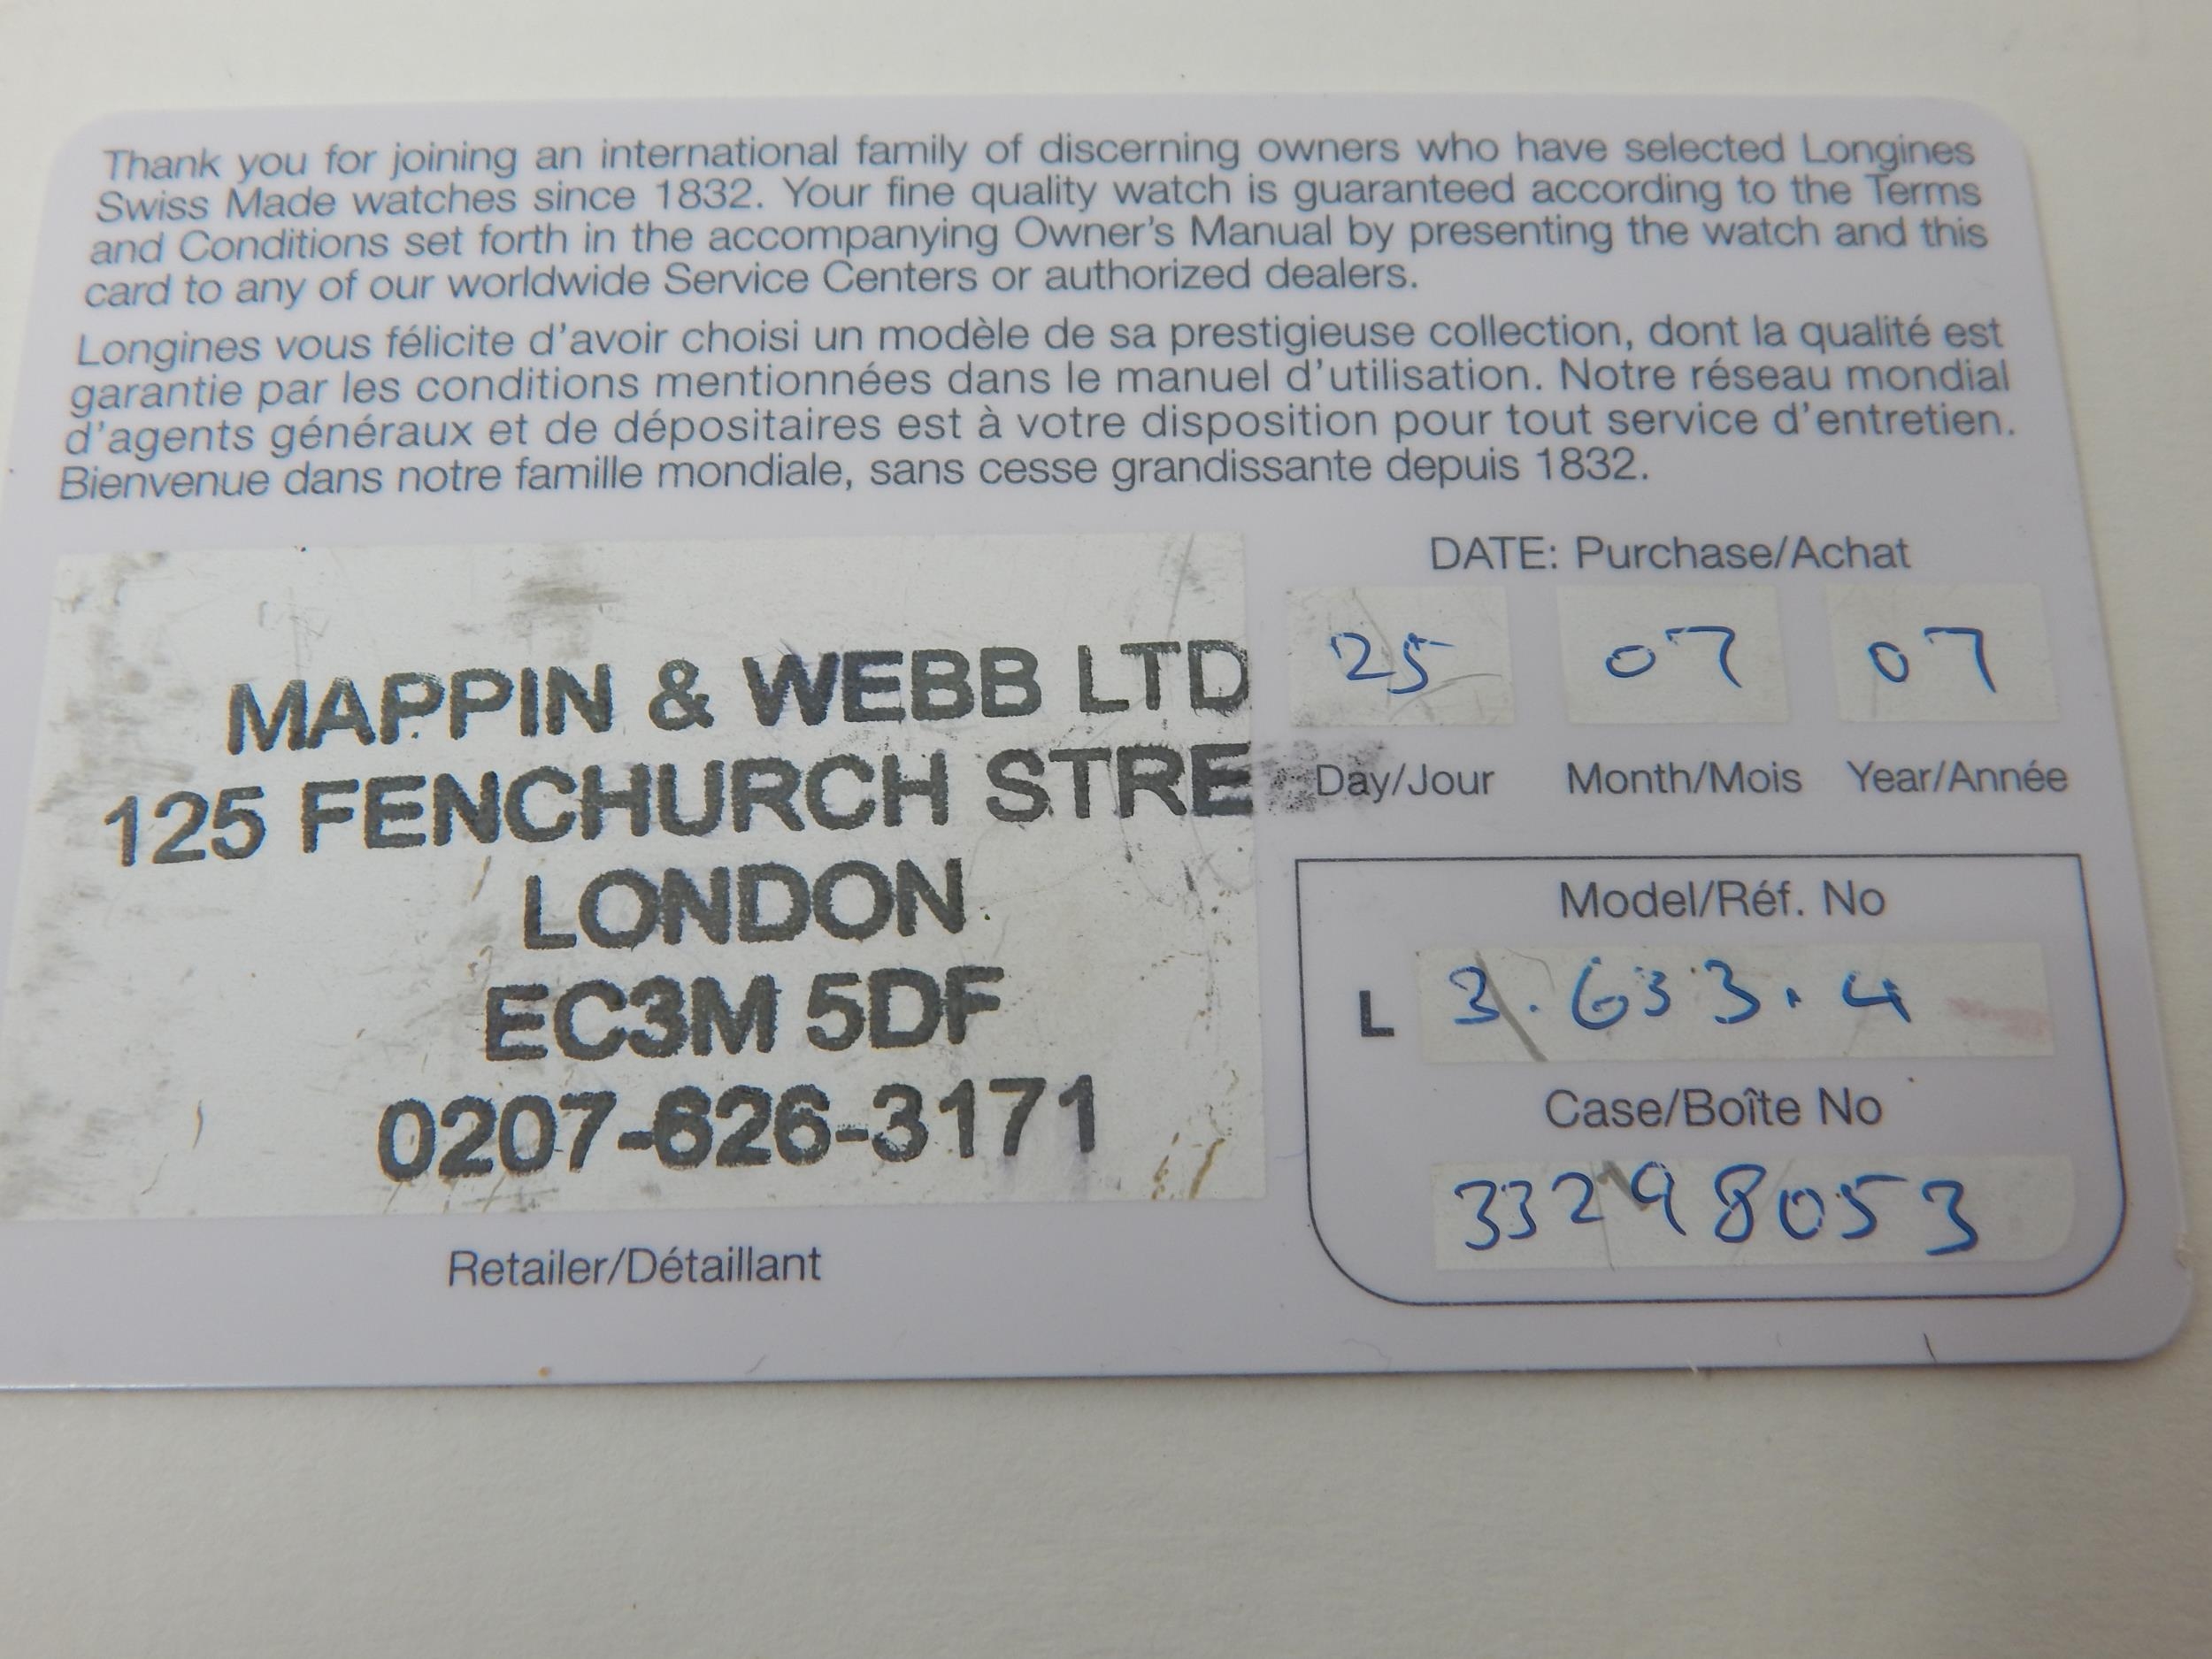 Thank you for joining an international family of discerning owners who have selected Longines
Swiss Made watches since 1832. Your fine quality watch is guaranteed according to the Terms
and Conditions set forth in the accompanying Owner's Manual by presenting the watch and this
card to any of our worldwide Service Centers or authorized dealers.
Longines vous félicite d'avoir choisi un modèle de sa prestigieuse collection, dont la qualité est
garantie par les conditions mentionnées dans le manuel d'utilisation. Notre réseau mondial
d'agents généraux et de dépositaires est à votre disposition pour tout service d'entretien.
Bienvenue dans notre famille mondiale, sans cesse grandissante depuis 1832.
MAPPIN & WEBB LTD
125 FENCHURCH STRE
LONDON
EC3M 5DF
0207-626-3171
Retailer/Détaillant
DATE: Purchase/Achat
25 07 07
Day/Jour Month/Mois Year/Année
Model/Réf. No
L 3.633.4
Case/Boîte No
33298053